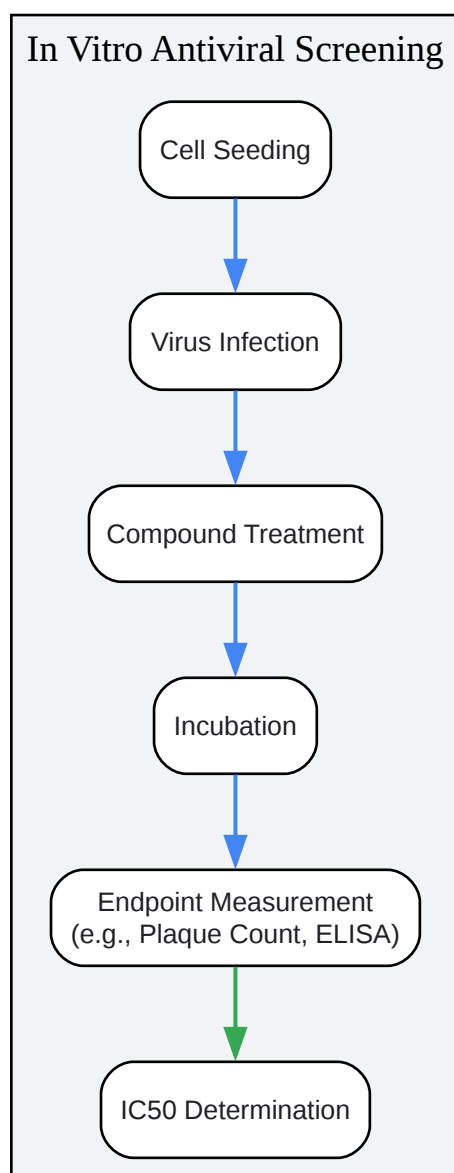 In Vitro Antiviral Screening
Cell Seeding
Virus Infection
Compound Treatment
Incubation
Endpoint Measurement
(e.g., Plaque Count, ELISA)
IC50 Determination